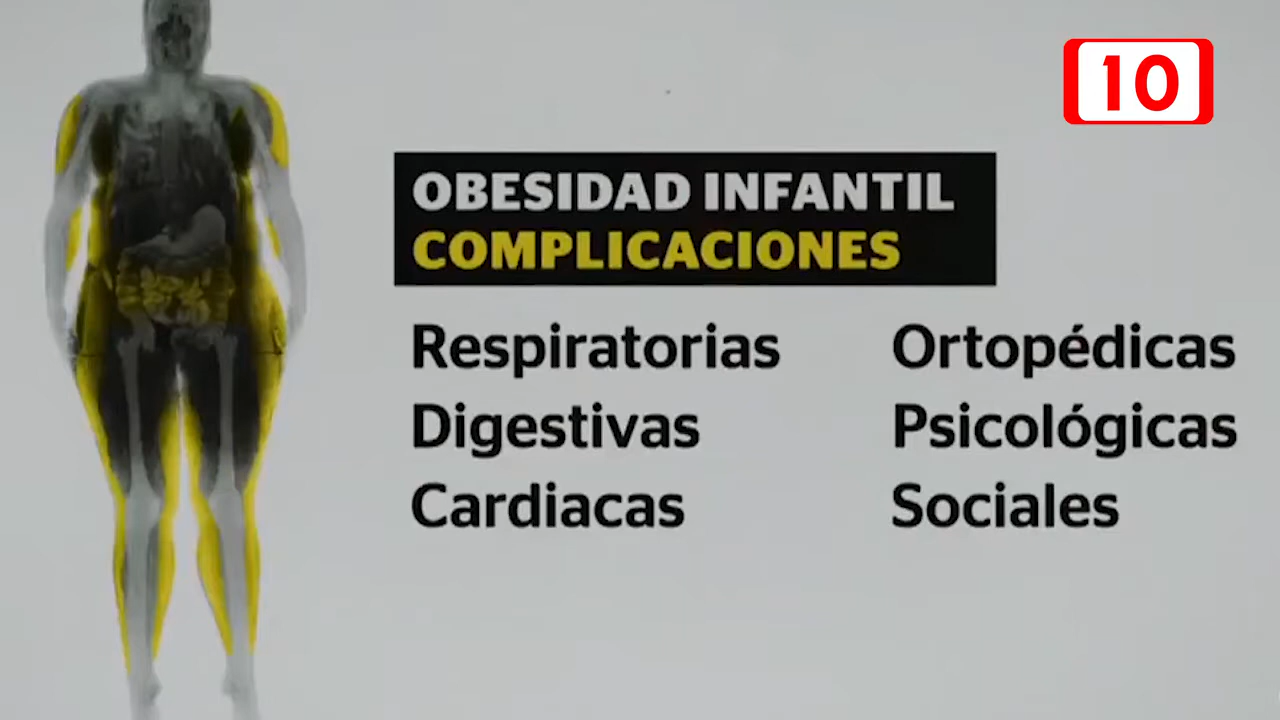 10
OBESIDAD INFANTIL
COMPLICACIONES
Respiratorias
Digestivas
Cardiacas
Ortopédicas
Psicológicas
Sociales